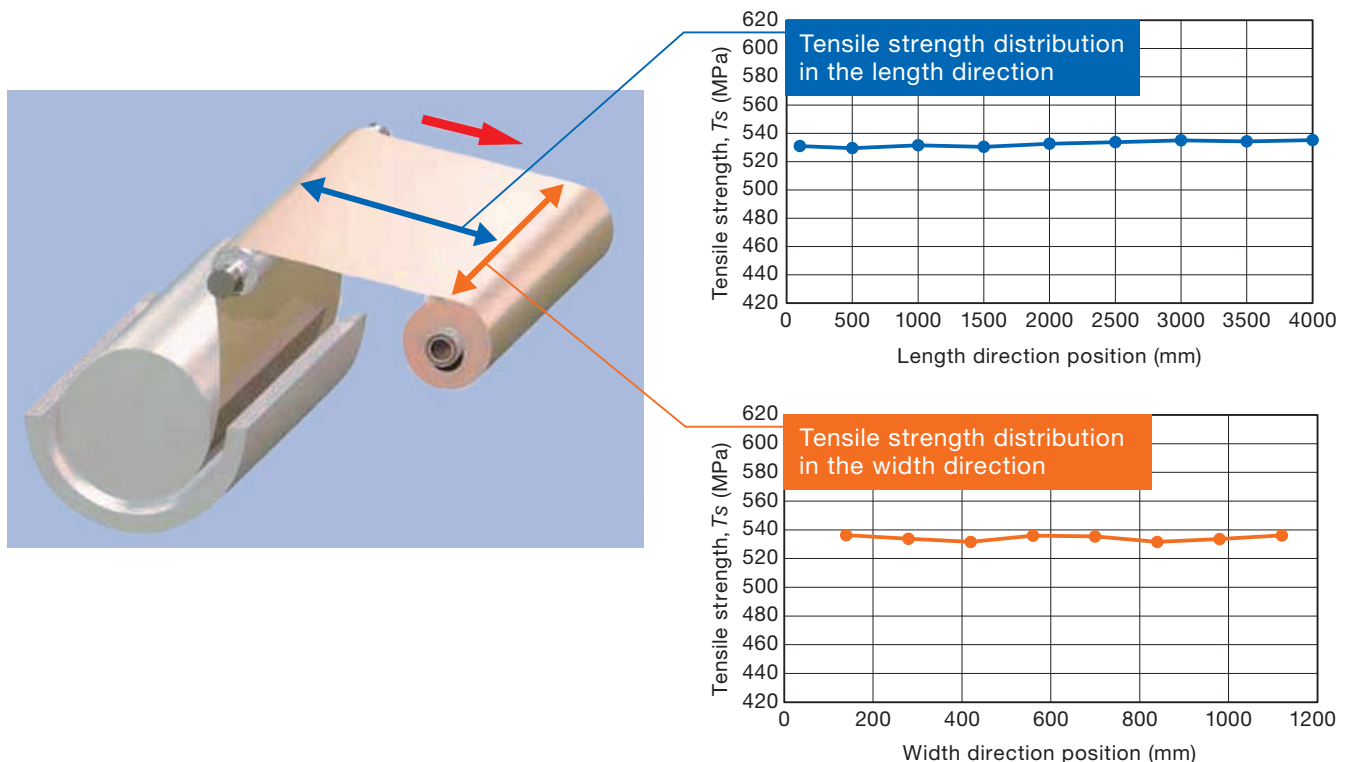 Tensile strength distribution
in the length direction
Tensile strength, Ts (MPa)
620
600
580
560
540
520
500
480
460
440
420
0 500 1000 1500 2000 2500 3000 3500 4000
Length direction position (mm)
Tensile strength distribution
in the width direction
Tensile strength, Ts (MPa)
620
600
580
560
540
520
500
480
460
440
420
0 200 400 600 800 1000 1200
Width direction position (mm)